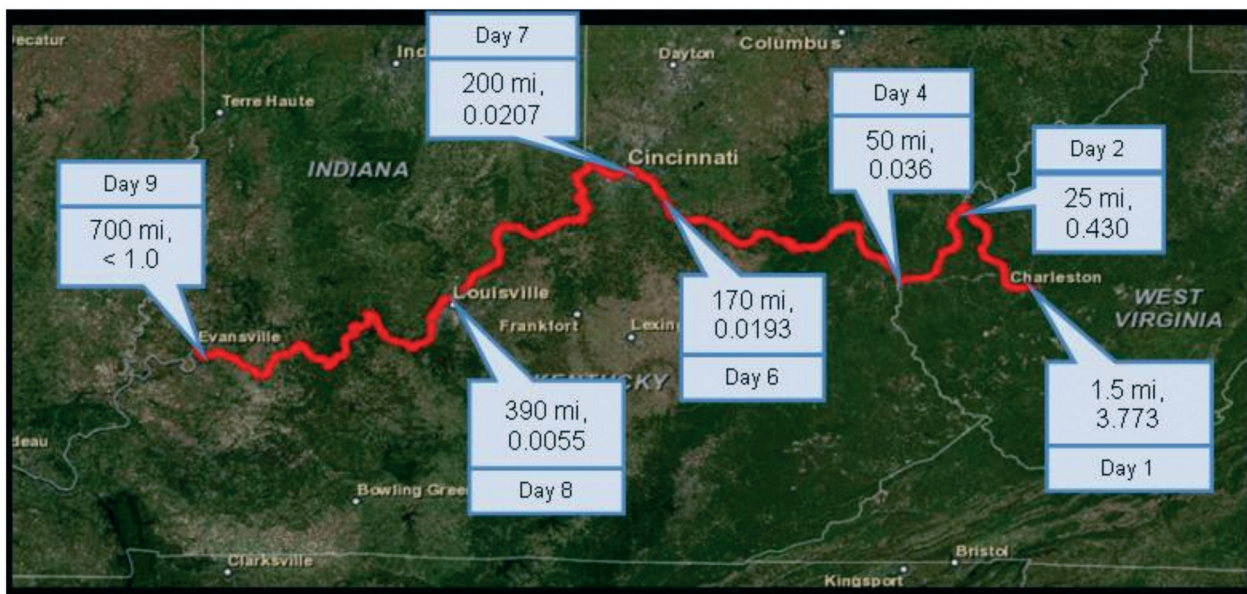 ecatur
Ind
Day 7
200 mi,
0.0207
Dayton
Columbus
Terre Haute
Day 4
50 mi,
0.036
Day 2
25 mi,
0.430
INDIANA
Cincinnati
Day 9
700 mi,
< 1.0
Charleston
WEST
VIRGINIA
Louisville
Frankfort
Lexin
170 mi,
0.0193
Day 6
Evansville
KENTUCKY
390 mi,
0.0055
Day 8
1.5 mi,
3.773
Day 1
deau
Bowling Gree
Clarksville
Bristol
Kingsport